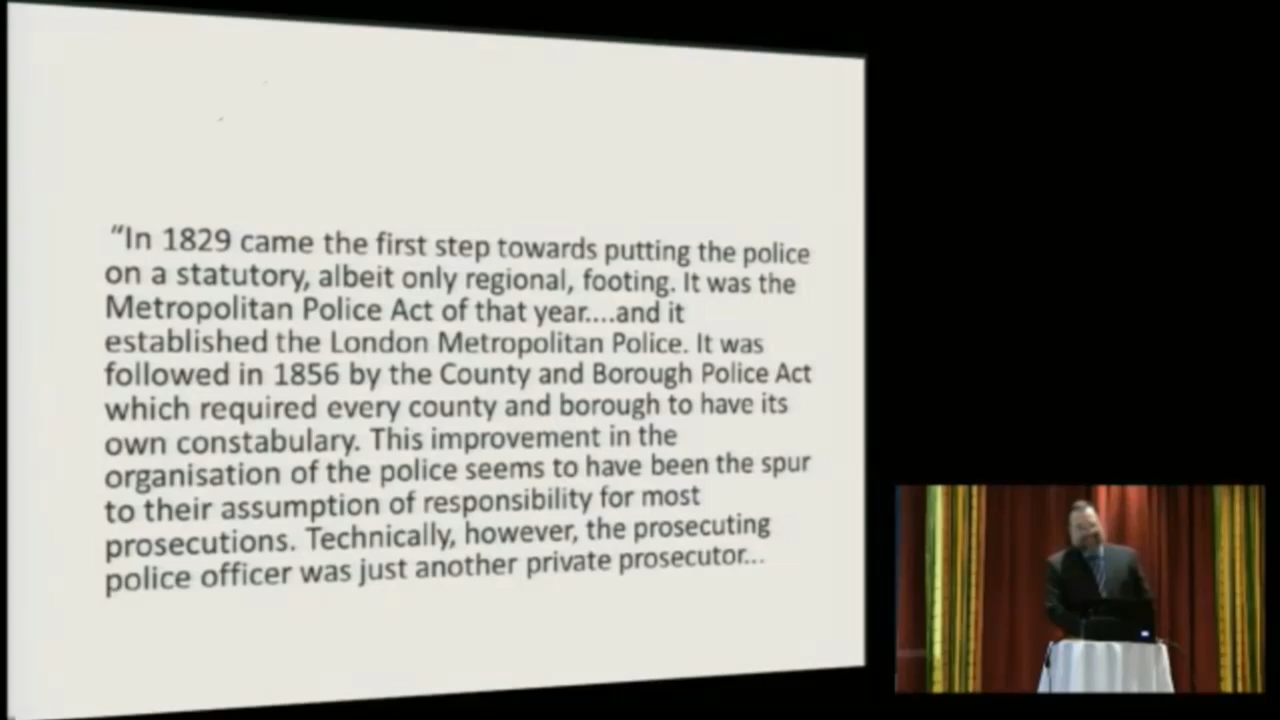 “In 1829 came the first step towards putting the police
on a statutory, albeit only regional, footing. It was the
Metropolitan Police Act of that year....and it
established the London Metropolitan Police. It was
followed in 1856 by the County and Borough Police Act
which required every county and borough to have its
own constabulary. This improvement in the
organisation of the police seems to have been the spur
to their assumption of responsibility for most
prosecutions. Technically, however, the prosecuting
police officer was just another private prosecutor...